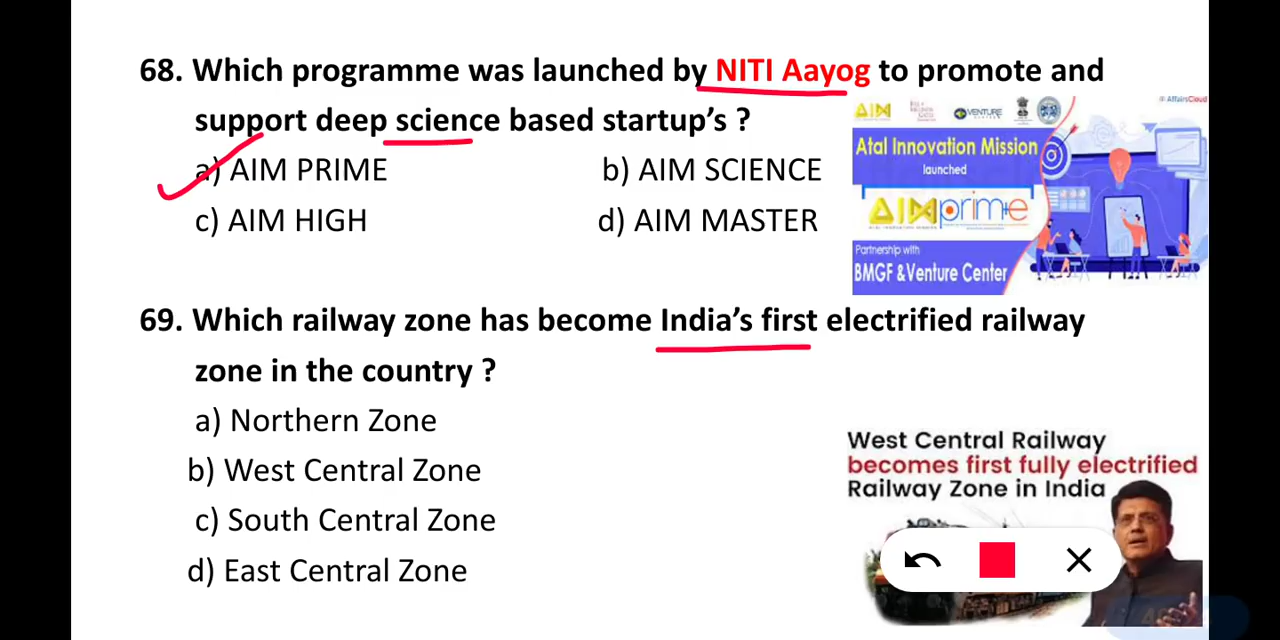 68. Which programme was launched by NITI Aayog to promote and
support deep science based startup's ?
a) AIM PRIME
b) AIM SCIENCE
c) AIM HIGH
d) AIM MASTER
AffairsCloud
AIM
VENTURE
Atal Innovation Mission
launched
AIM prime
Partnership with
BMGF &Venture Center
69. Which railway zone has become India's first electrified railway
zone in the country ?
a) Northern Zone
b) West Central Zone
c) South Central Zone
d) East Central Zone
West Central Railway
becomes first fully electrified
Railway Zone in India